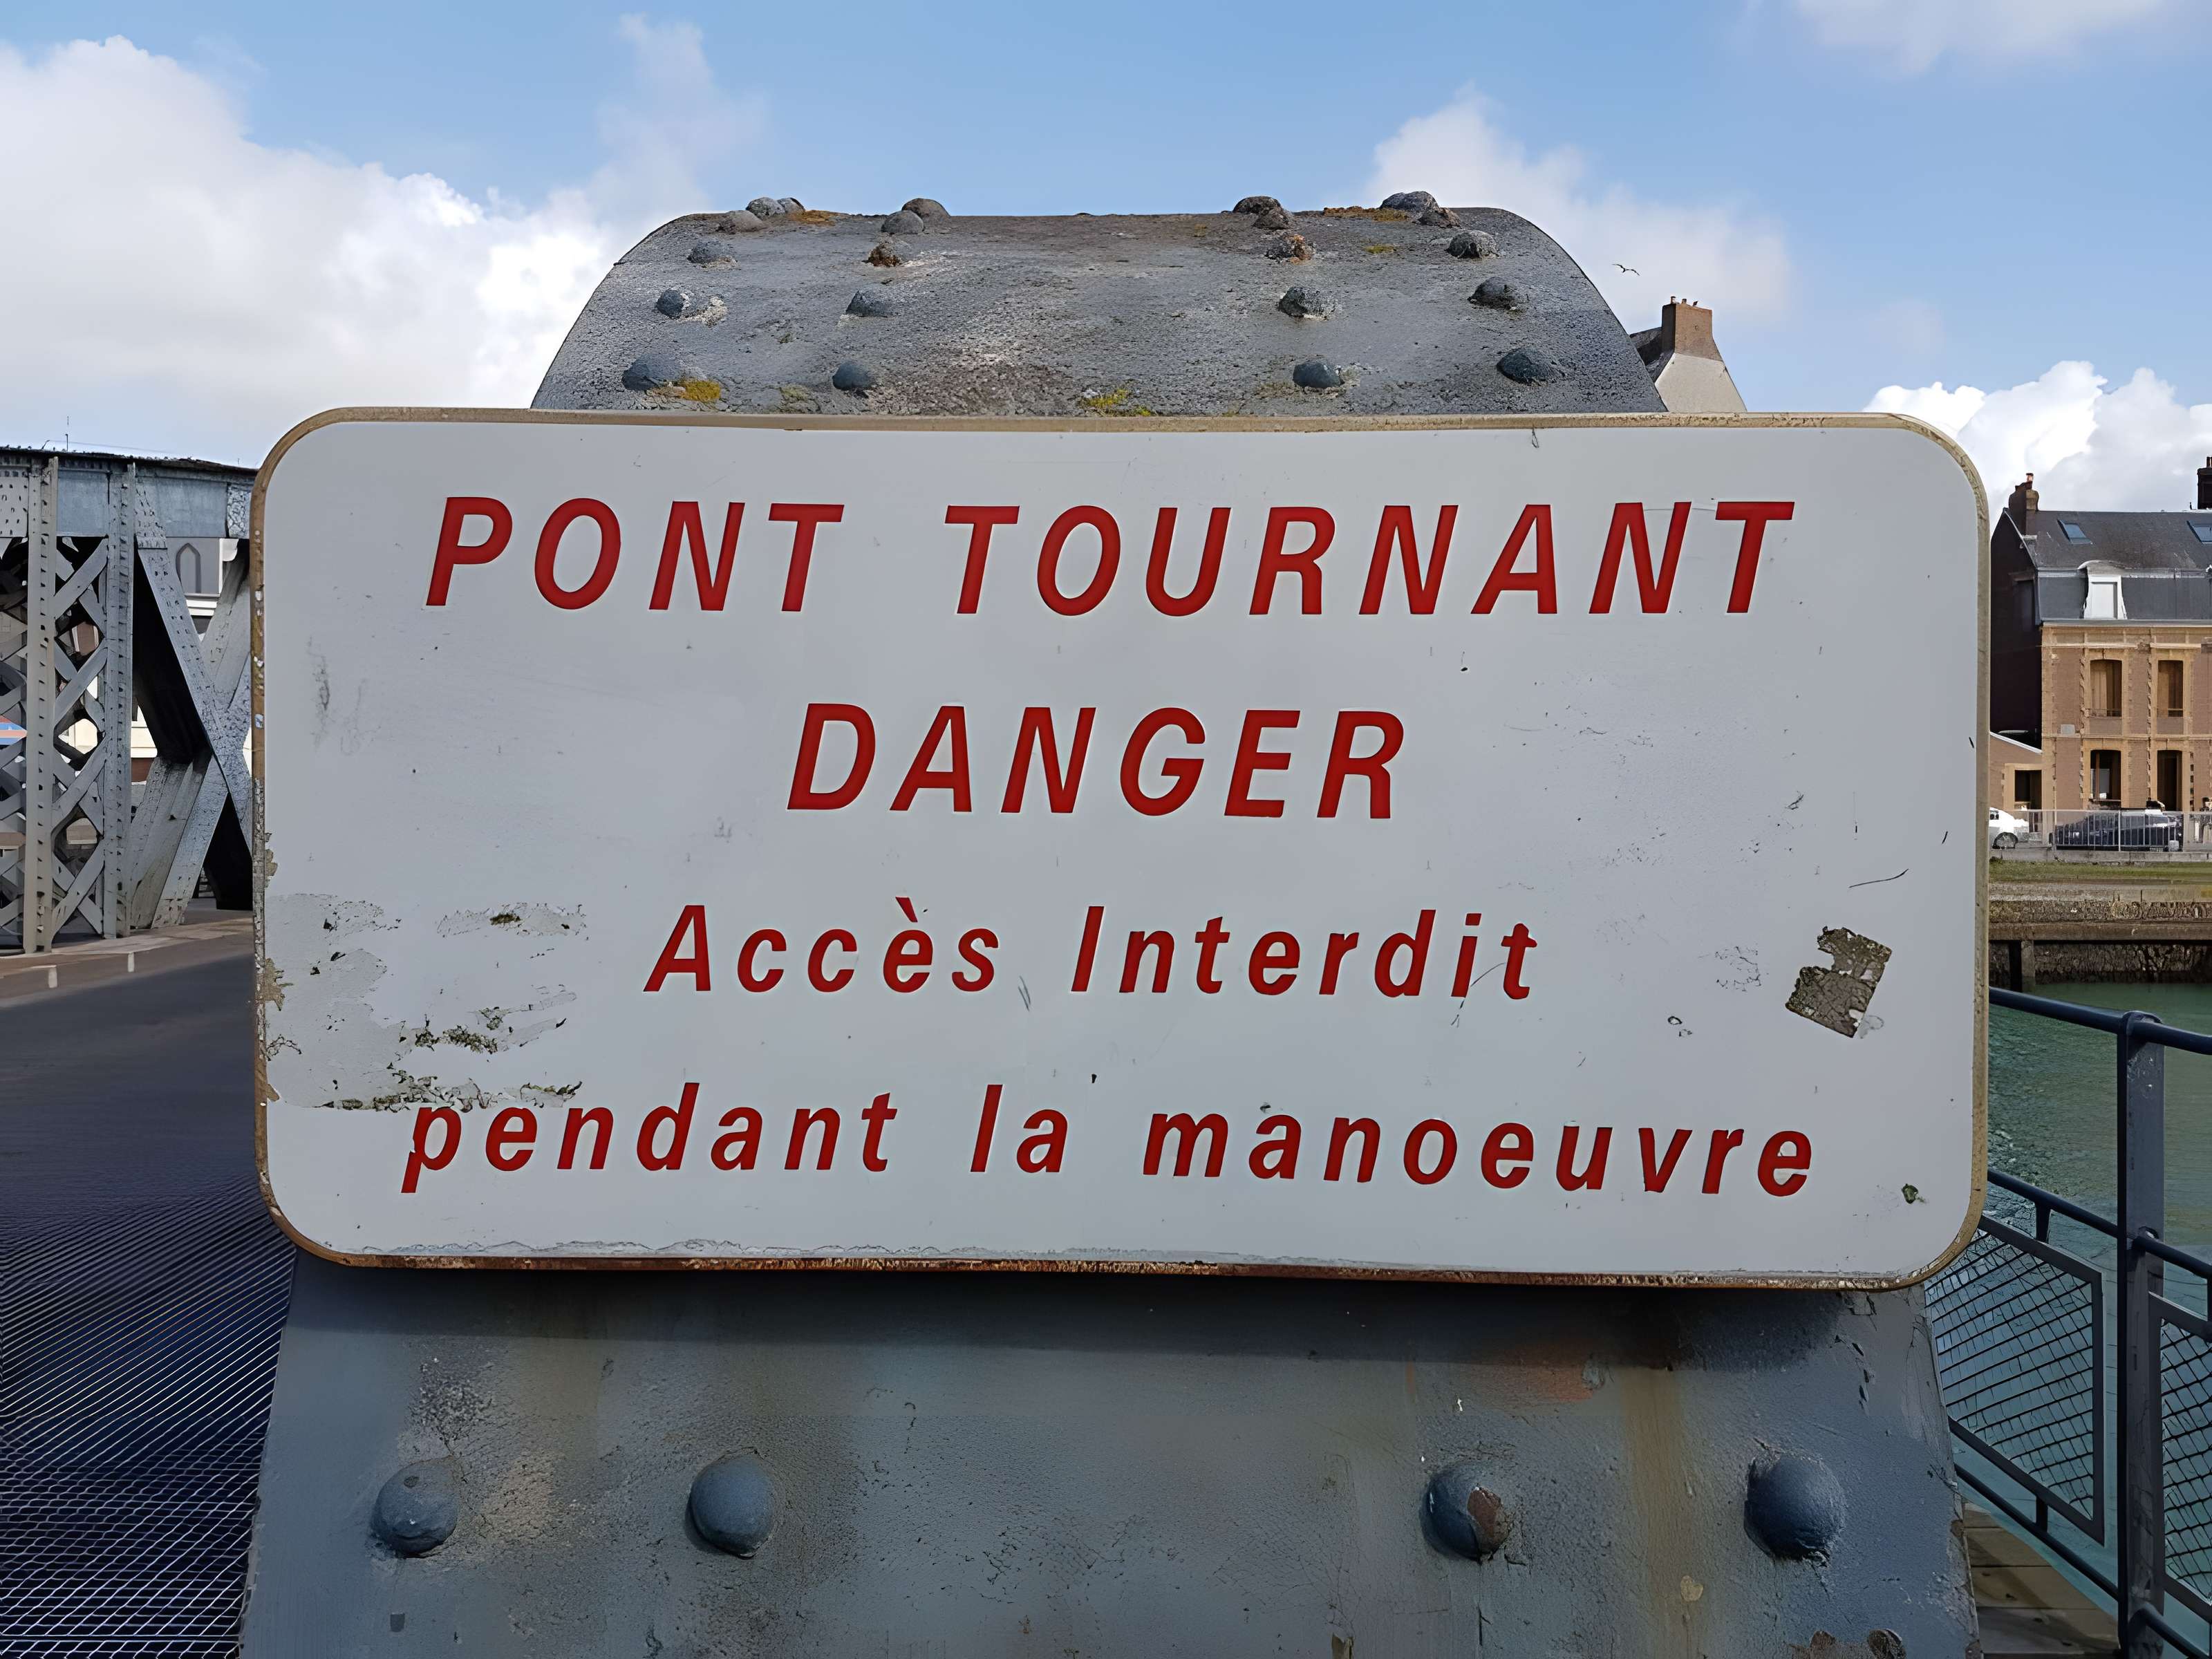 PONT TOURNANT
DANGER
Accès Interdit
pendant la manoeuvre